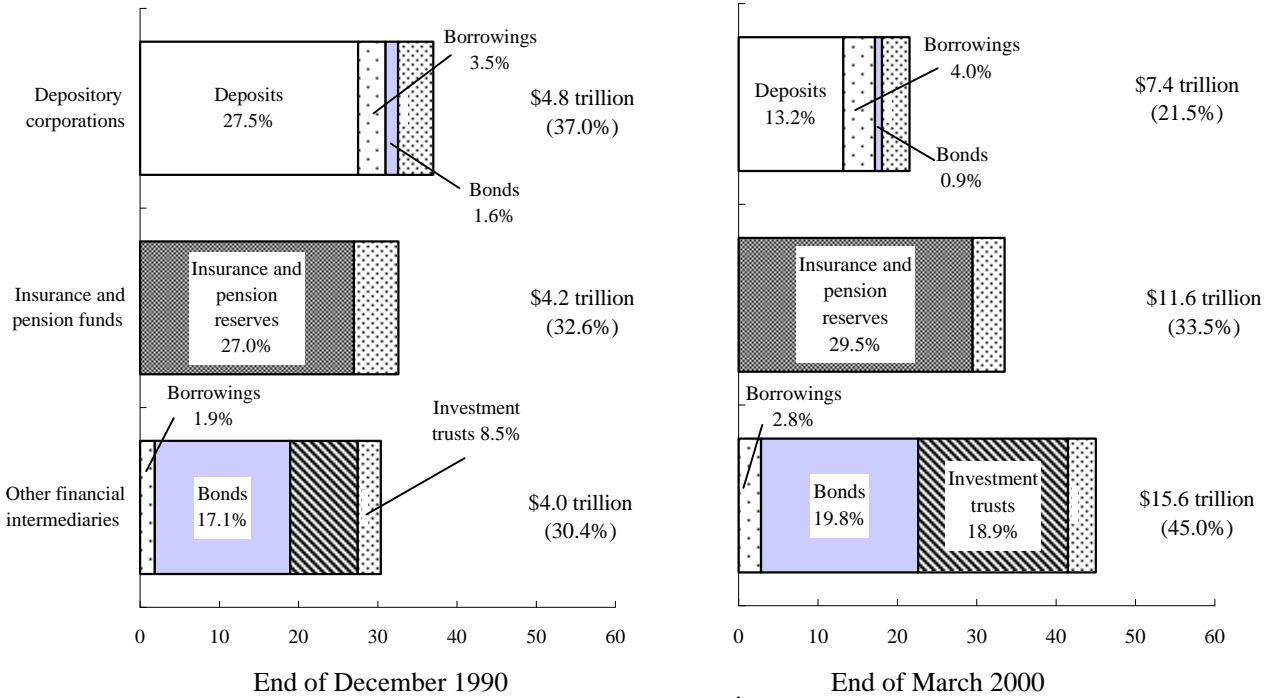 Depository
corporations
Deposits
27.5%
Borrowings
3.5%
Bonds
1.6%
$4.8 trillion
(37.0%)
Insurance and
pension funds
Insurance and
pension
reserves
27.0%
$4.2 trillion
(32.6%)
Other financial
intermediaries
Borrowings
1.9%
Bonds
17.1%
Investment
trusts 8.5%
$4.0 trillion
(30.4%)
0 10 20 30 40 50 60
End of December 1990
Deposits
13.2%
Borrowings
4.0%
Bonds
0.9%
$7.4 trillion
(21.5%)
Insurance and
pension
reserves
29.5%
$11.6 trillion
(33.5%)
Borrowings
2.8%
Bonds
19.8%
Investment
trusts
18.9%
$15.6 trillion
(45.0%)
0 10 20 30 40 50 60
End of March 2000